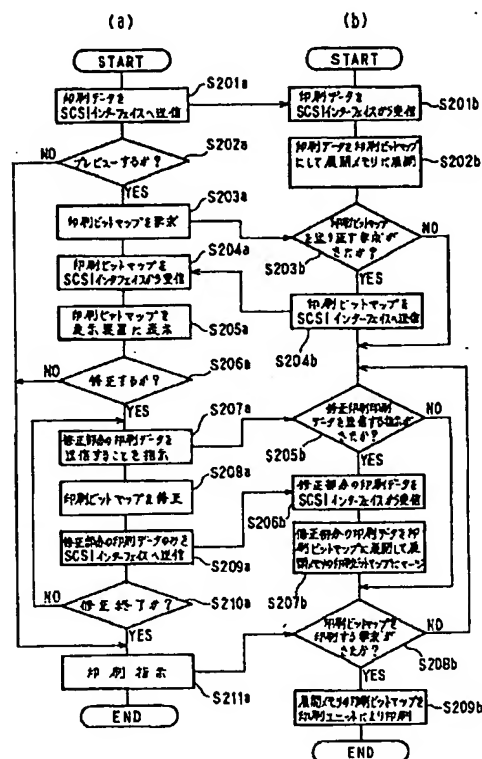 (a)
START
印刷データを
SCSIインターフェイスへ送信
S201a
プレビューするか?
S202a
NO
YES
印刷ビットマップを要求
S203a
印刷ビットマップを
SCSIインタフェイスから受信
S204a
印刷ビットマップを
表示装置に表示
S205a
修正するか?
S206a
NO
YES
修正部分の印刷データを
送信することを指示
S207a
印刷ビットマップを修正
S208a
修正部分の印刷データのみを
SCSIインターフェイスへ送信
S209a
修正終了か?
S210a
NO
YES
印刷指示
S211a
END
(b)
START
印刷データを
SCSIインターフェイスから受信
S201b
印刷データを印刷ビットマップ
にして展開メモリに展開
S202b
印刷ビットマップ
を送り返す要求が
きたか?
S203b
NO
YES
印刷ビットマップを
SCSIインターフェイスへ送信
S204b
修正印刷印刷
データを送信する指示が
きたか?
S205b
NO
YES
修正部分の印刷データを
SCSIインターフェイスから受信
S206b
修正部分の印刷データを印
刷ビットマップに展開して展
開メモリの印刷ビットマップにマージ
S207b
印刷ビットマップを
印刷する要求が
きたか?
S208b
NO
YES
展開メモリの印刷ビットマップを
印刷ユニットにより印刷
S209b
END